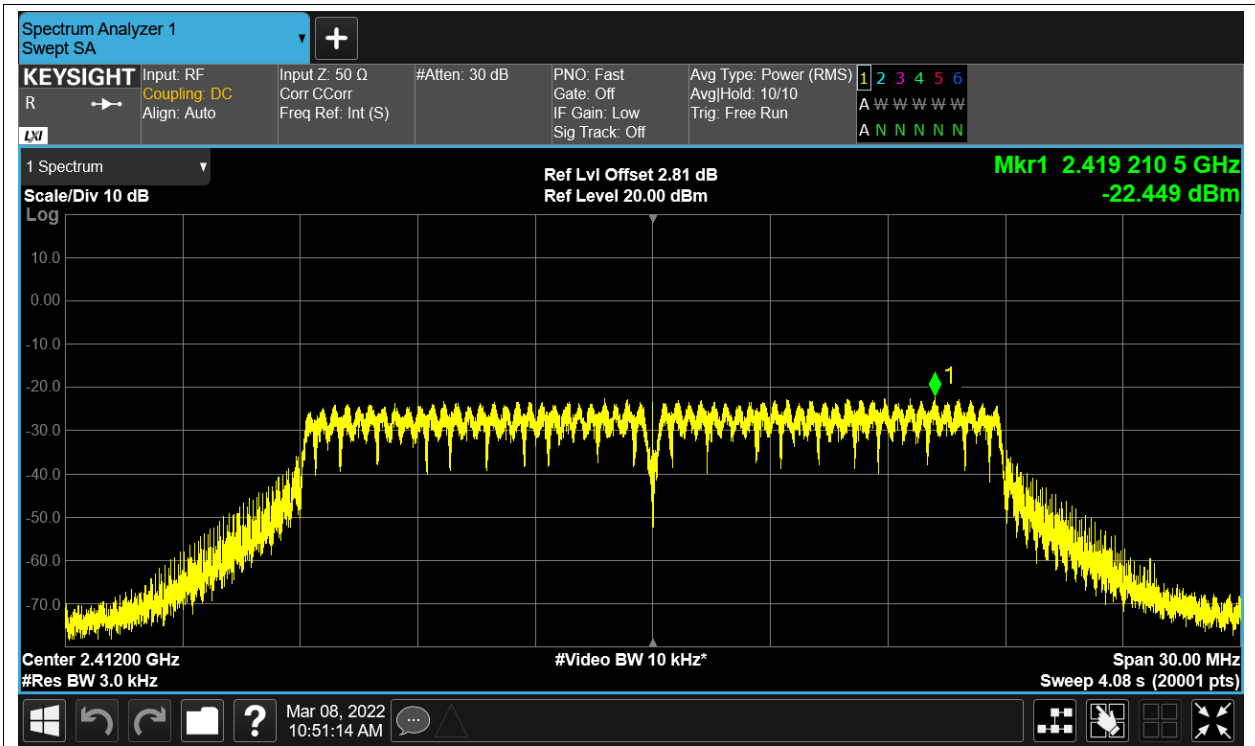 Spectrum Analyzer 1
Swept SA
KEYSIGHT
R
LXI
Input: RF
Coupling: DC
Align: Auto
Input Z: 50 Ω
Corr CCorr
Freq Ref: Int (S)
#Atten: 30 dB
PNO: Fast
Gate: Off
IF Gain: Low
Sig Track: Off
Avg Type: Power (RMS)
Avg|Hold: 10/10
Trig: Free Run
1 2 3 4 5 6
A W W W W W
A N N N N N
1 Spectrum
Scale/Div 10 dB
Log
Ref Lvl Offset 2.81 dB
Ref Level 20.00 dBm
Mkr1 2.419 210 5 GHz
-22.449 dBm
10.0
0.00
-10.0
-20.0
-30.0
-40.0
-50.0
-60.0
-70.0
1
Center 2.41200 GHz
#Res BW 3.0 kHz
#Video BW 10 kHz*
Span 30.00 MHz
Sweep 4.08 s (20001 pts)
?
Mar 08, 2022
10:51:14 AM